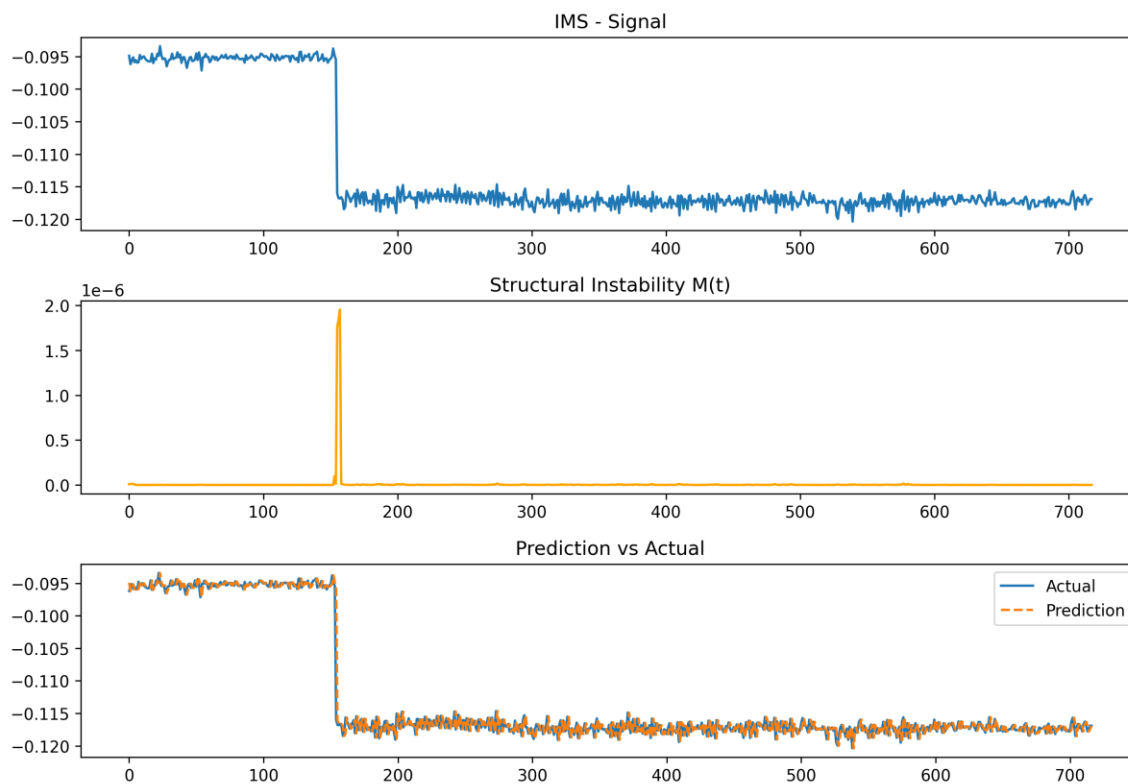 IMS - Signal
−0.095
−0.100
−0.105
−0.110
−0.115
−0.120
0 100 200 300 400 500 600 700
Structural Instability M(t)
1e−6
2.0
1.5
1.0
0.5
0.0
0 100 200 300 400 500 600 700
Prediction vs Actual
−0.095
−0.100
−0.105
−0.110
−0.115
−0.120
Actual
Prediction
0 100 200 300 400 500 600 700